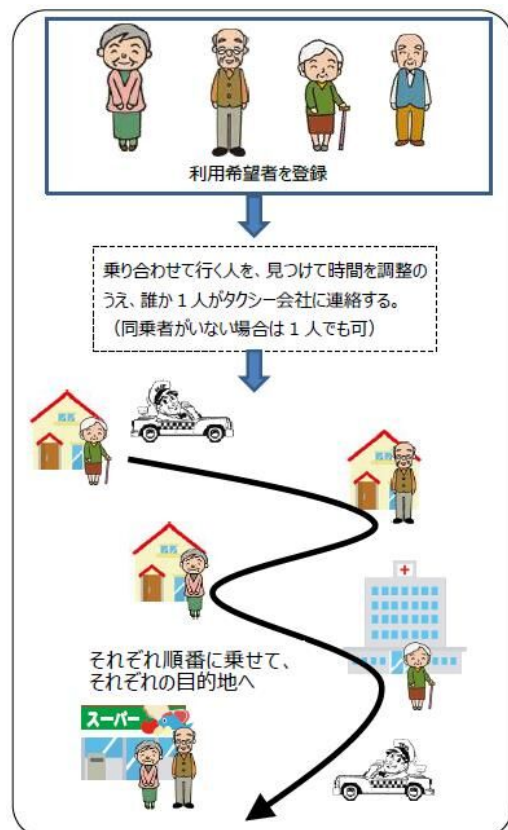 利用希望者を登録
乗り合わせて行く人を、見つけて時間を調整の
うえ、誰か1人がタクシー会社に連絡する。
（同乗者がいない場合は1人でも可）
それぞれ順番に乗せて、
それぞれの目的地へ
スーパー